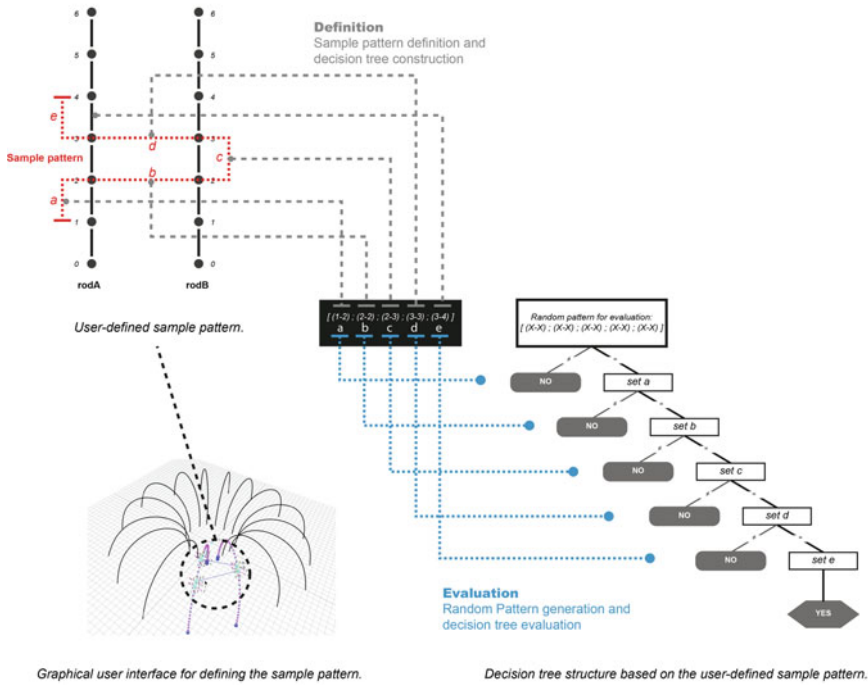 6
6
Definition
Sample pattern definition and
decision tree construction
5
5
4
4
e
3
3
d
Sample pattern
c
b
2
2
a
1
1
0
0
rodA
rodB
[ (1-2) ; (2-2) ; (2-3) ; (3-3) ; (3-4) ]
a b c d e
Random pattern for evaluation:
[ (X-X) ; (X-X) ; (X-X) ; (X-X) ; (X-X) ]
User-defined sample pattern.
NO
set a
NO
set b
NO
set c
NO
set d
NO
set e
Evaluation
Random Pattern generation and
decision tree evaluation
YES
Graphical user interface for defining the sample pattern.
Decision tree structure based on the user-defined sample pattern.